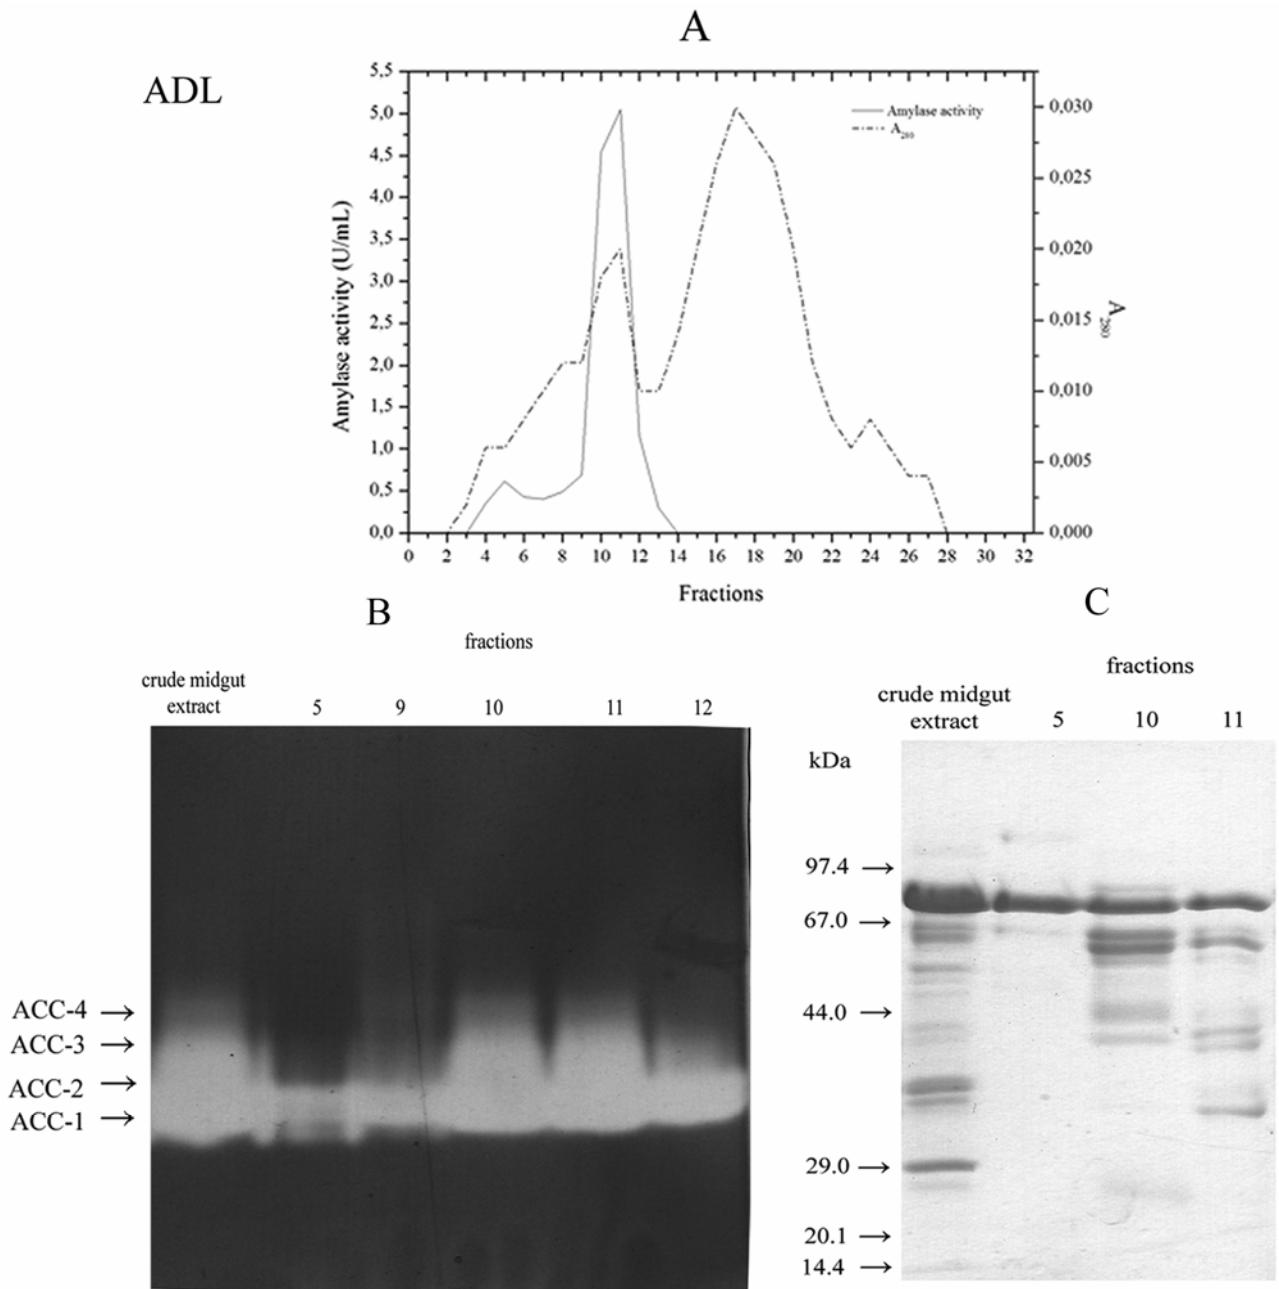 A
ADL
5,5
5,0
4,5
4,0
3,5
3,0
2,5
2,0
1,5
1,0
0,5
0,0
Amylase activity (U/mL)
Amylase activity
A280
0,030
0,025
0,020
0,015
0,010
0,005
0,000
A280
0 2 4 6 8 10 12 14 16 18 20 22 24 26 28 30 32
Fractions
B
fractions
crude midgut
extract 5 9 10 11 12
ACC-4 →
ACC-3 →
ACC-2 →
ACC-1 →
C
fractions
crude midgut
extract 5 10 11
kDa
97.4 →
67.0 →
44.0 →
29.0 →
20.1 →
14.4 →